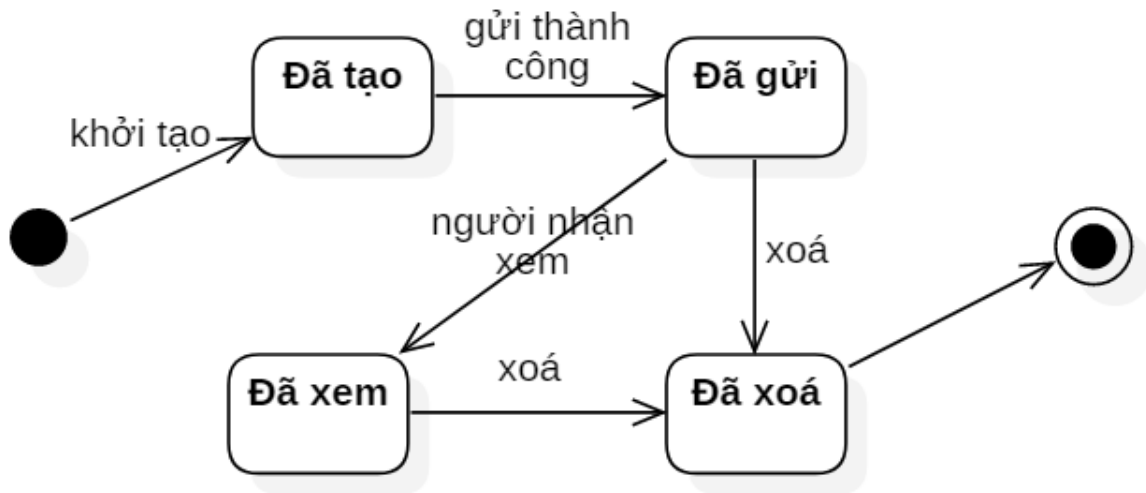 gửi thành
công
Đã tạo
Đã gửi
khởi tạo
người nhận
xem
xoá
xoá
Đã xem
Đã xoá